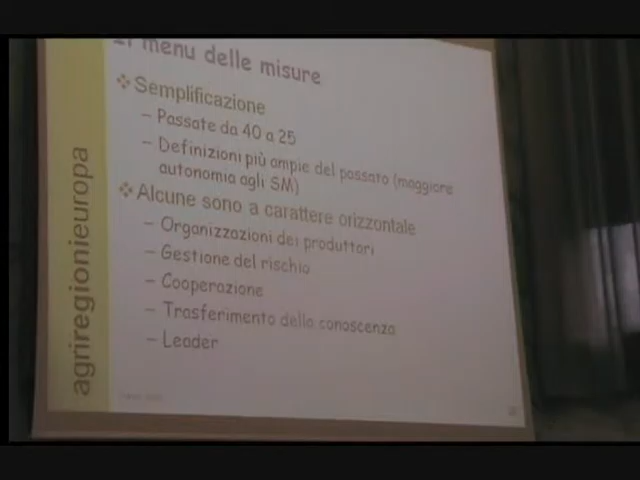 menu delle misure
Semplificazione
– Passate da 40 a 25
– Definizioni più ampie del passato (maggiore
autonomia agli SM)
Alcune sono a carattere orizzontale
– Organizzazioni dei produttori
– Gestione del rischio
– Cooperazione
– Trasferimento della conoscenza
– Leader
agriregionieuropa